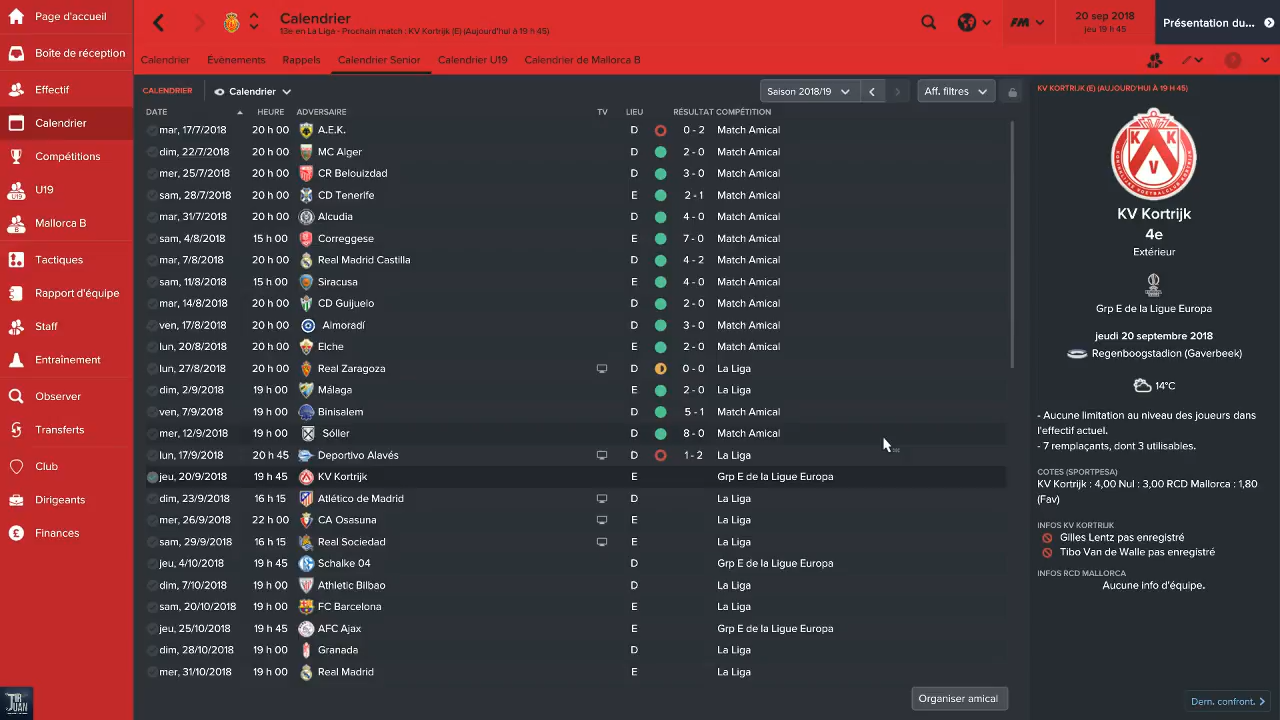 Page d'accueil
Boîte de réception
Effectif
Calendrier
Compétitions
U19
Mallorca B
Tactiques
Rapport d'équipe
Staff
Entraînement
Observer
Transferts
Club
Dirigeants
Finances
Calendrier
13e en La Liga - Prochain match : KV Kortrijk (E) (Aujourd'hui à 19 h 45)
FM
20 sep 2018
jeu 19 h 45
Présentation du...
Calendrier Événements Rappels Calendrier Senior Calendrier U19 Calendrier de Mallorca B
CALENDRIER Calendrier Saison 2018/19 Aff. filtres
DATE HEURE ADVERSAIRE TV LIEU RÉSULTAT COMPÉTITION
mar, 17/7/2018 20 h 00 A.E.K. D 0 - 2 Match Amical
dim, 22/7/2018 20 h 00 MC Alger D 2 - 0 Match Amical
mer, 25/7/2018 20 h 00 CR Belouizdad D 3 - 0 Match Amical
sam, 28/7/2018 20 h 00 CD Tenerife E 2 - 1 Match Amical
mar, 31/7/2018 20 h 00 Alcudia D 4 - 0 Match Amical
sam, 4/8/2018 15 h 00 Correggese E 7 - 0 Match Amical
mar, 7/8/2018 20 h 00 Real Madrid Castilla D 4 - 2 Match Amical
sam, 11/8/2018 15 h 00 Siracusa E 4 - 0 Match Amical
mar, 14/8/2018 20 h 00 CD Guijuelo D 2 - 0 Match Amical
ven, 17/8/2018 20 h 00 Almoradí D 3 - 0 Match Amical
lun, 20/8/2018 20 h 00 Elche E 2 - 0 Match Amical
lun, 27/8/2018 20 h 00 Real Zaragoza D 0 - 0 La Liga
dim, 2/9/2018 19 h 00 Málaga E 2 - 0 La Liga
ven, 7/9/2018 19 h 00 Binisalem D 5 - 1 Match Amical
mer, 12/9/2018 19 h 00 Sóller D 8 - 0 Match Amical
lun, 17/9/2018 20 h 45 Deportivo Alavés D 1 - 2 La Liga
jeu, 20/9/2018 19 h 45 KV Kortrijk E Grp E de la Ligue Europa
dim, 23/9/2018 16 h 15 Atlético de Madrid D La Liga
mer, 26/9/2018 22 h 00 CA Osasuna E La Liga
sam, 29/9/2018 16 h 15 Real Sociedad E La Liga
jeu, 4/10/2018 19 h 45 Schalke 04 D Grp E de la Ligue Europa
dim, 7/10/2018 19 h 00 Athletic Bilbao D La Liga
sam, 20/10/2018 19 h 00 FC Barcelona E La Liga
jeu, 25/10/2018 19 h 45 AFC Ajax E Grp E de la Ligue Europa
dim, 28/10/2018 19 h 00 Granada D La Liga
mer, 31/10/2018 19 h 00 Real Madrid E La Liga
Organiser amical
KV KORTRIJK (E) (AUJOURD'HUI À 19 H 45)
K K
V
KV Kortrijk
4e
Extérieur
Grp E de la Ligue Europa
jeudi 20 septembre 2018
Regenboogstadion (Gaverbeek)
14°C
- Aucune limitation au niveau des joueurs dans
l'effectif actuel.
- 7 remplaçants, dont 3 utilisables.
COTES (SPORTPESA)
KV Kortrijk : 4,00 Nul : 3,00 RCD Mallorca : 1,80
(Fav)
INFOS KV KORTRIJK
Gilles Lentz pas enregistré
Tibo Van de Walle pas enregistré
INFOS RCD MALLORCA
Aucune info d'équipe.
Dern. confront.